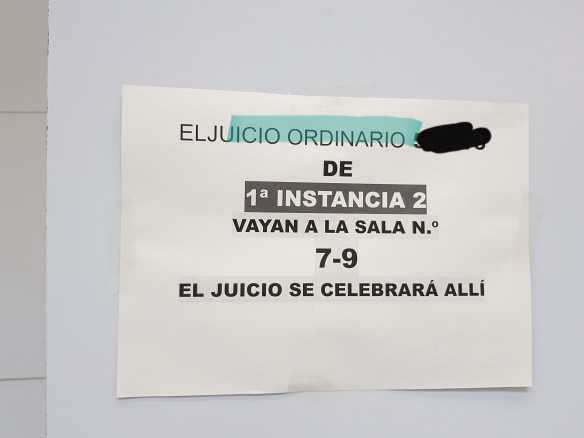 ELJUICIO ORDINARIO
DE
1ª INSTANCIA 2
VAYAN A LA SALA N.º
7-9
EL JUICIO SE CELEBRARÁ ALLÍ